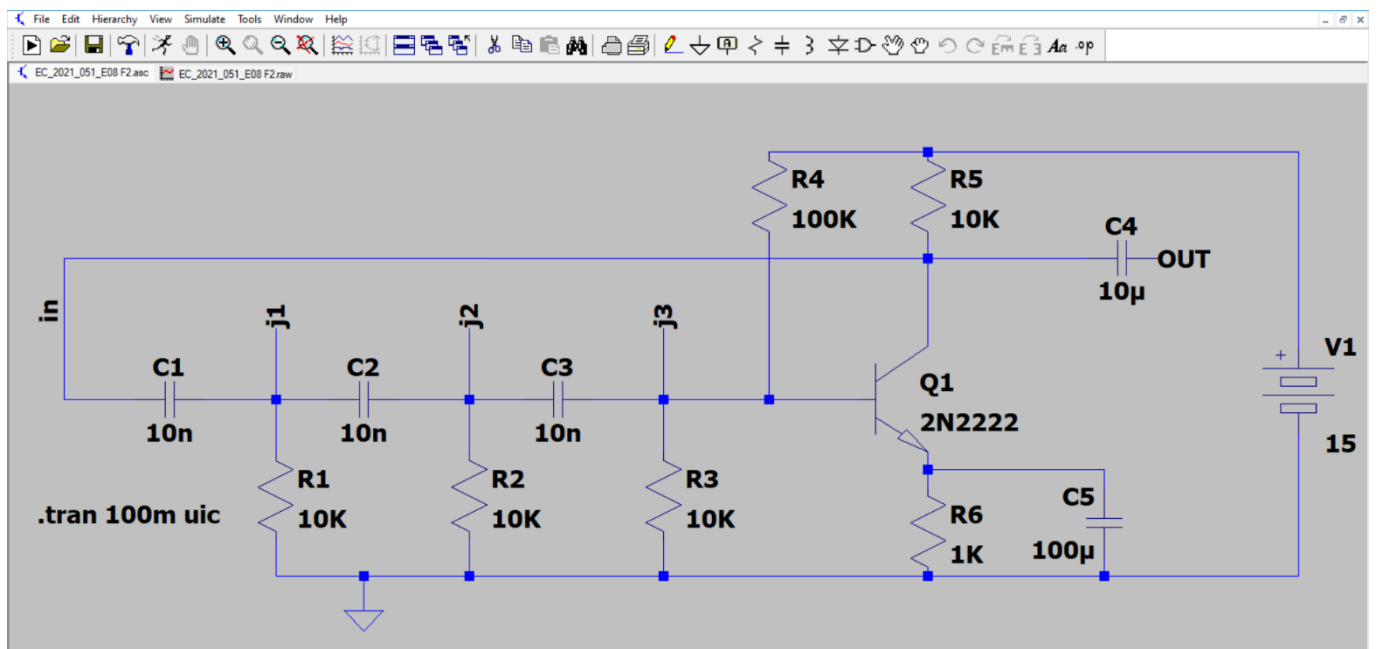 File Edit Hierarchy View Simulate Tools Window Help
EC_2021_051_E08 F2.asc EC_2021_051_E08 F2.raw
R4
100K
R5
10K
C4
OUT
10µ
in
j1
j2
j3
C1
10n
C2
10n
C3
10n
Q1
2N2222
+
V1
15
R1
10K
R2
10K
R3
10K
.tran 100m uic
R6
1K
C5
100µ